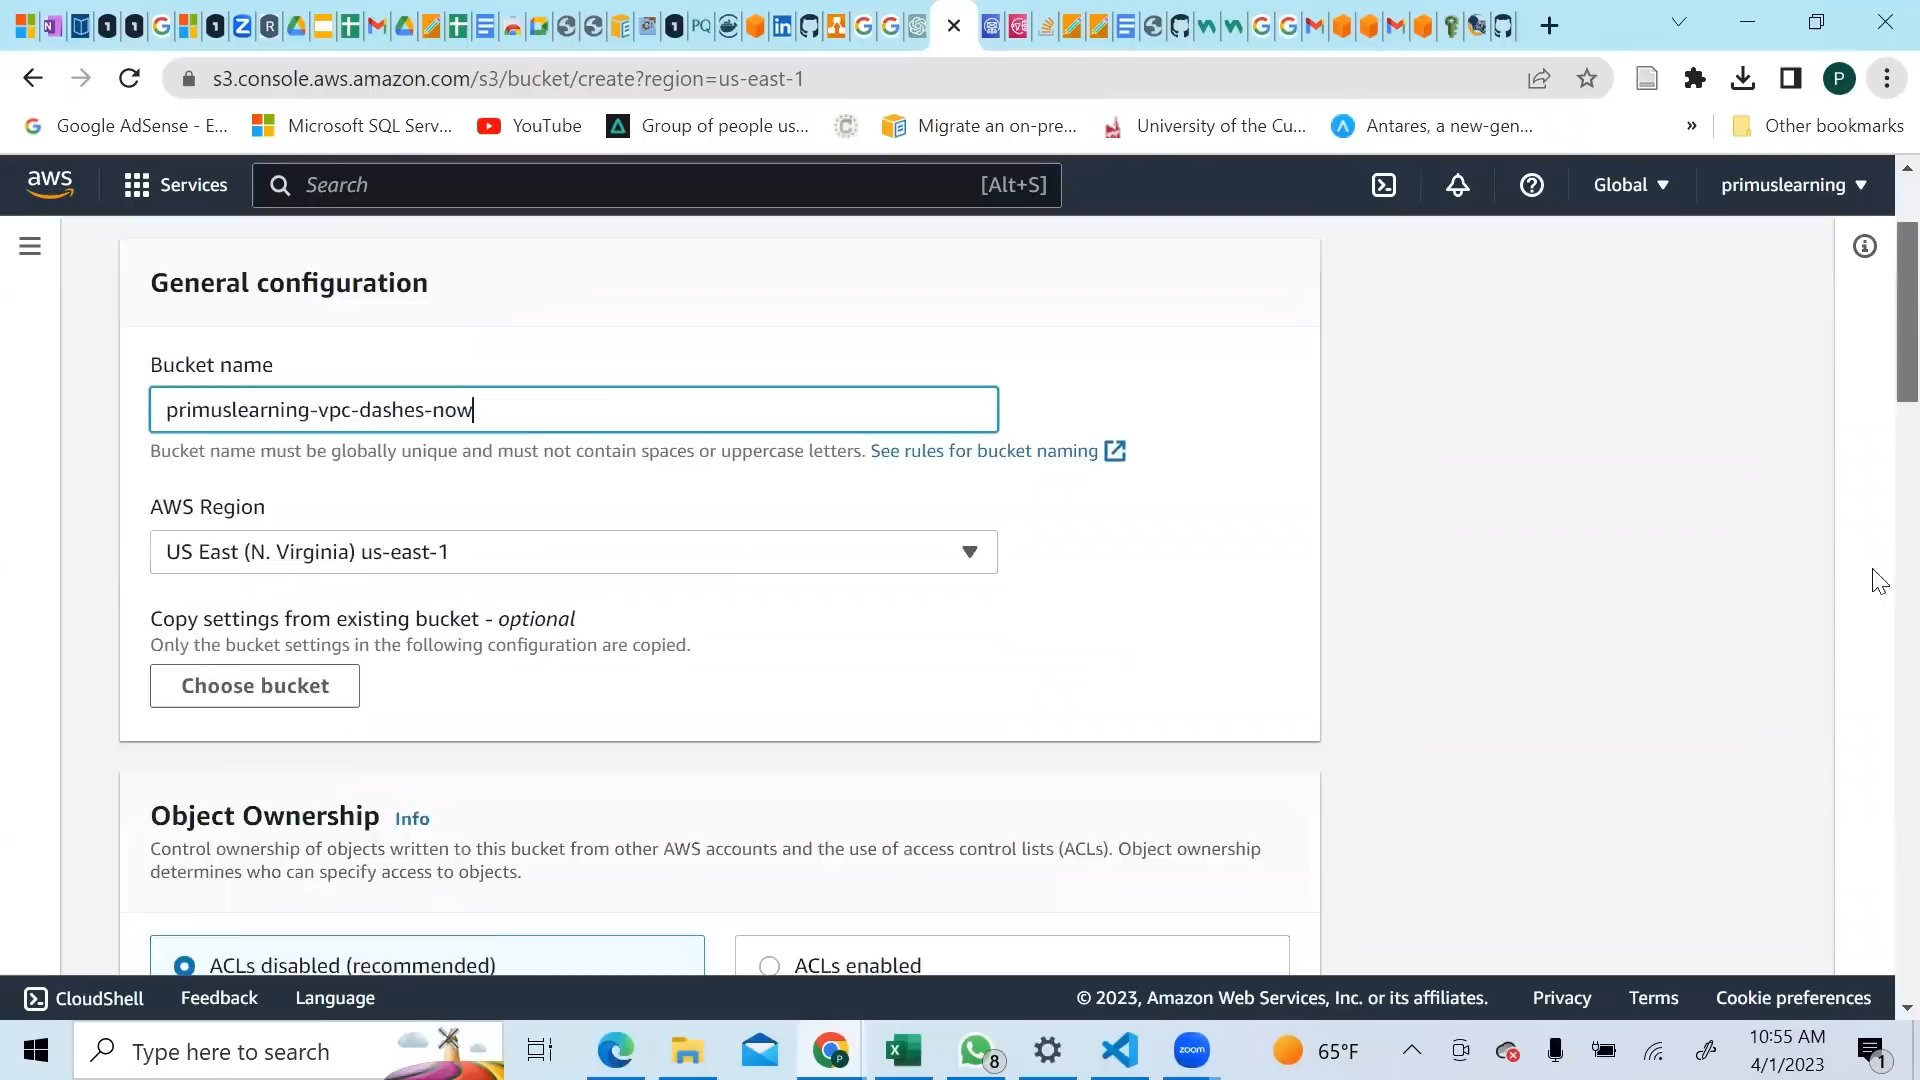 s3.console.aws.amazon.com/s3/bucket/create?region=us-east-1
P
Google AdSense - E...
Microsoft SQL Serv...
YouTube
Group of people us...
Migrate an on-pre...
University of the Cu...
Antares, a new-gen...
»
Other bookmarks
aws
Services
Search
[Alt+S]
Global
primuslearning
General configuration
Bucket name
primuslearning-vpc-dashes-now
Bucket name must be globally unique and must not contain spaces or uppercase letters. See rules for bucket naming
AWS Region
US East (N. Virginia) us-east-1
Copy settings from existing bucket - optional
Only the bucket settings in the following configuration are copied.
Choose bucket
Object Ownership Info
Control ownership of objects written to this bucket from other AWS accounts and the use of access control lists (ACLs). Object ownership
determines who can specify access to objects.
ACLs disabled (recommended)
ACLs enabled
CloudShell
Feedback
Language
© 2023, Amazon Web Services, Inc. or its affiliates.
Privacy
Terms
Cookie preferences
Type here to search
8
zoom
65°F
10:55 AM
4/1/2023
1